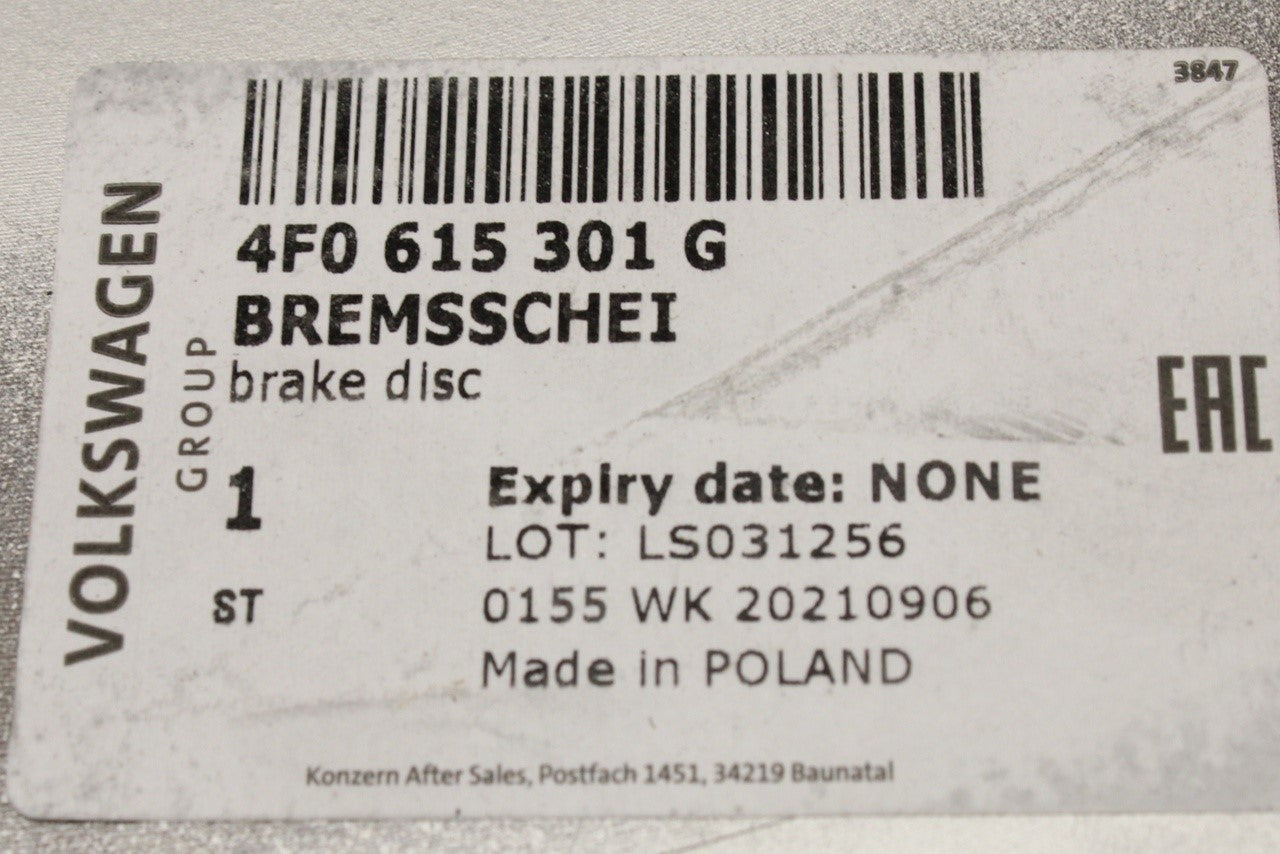 3847
VOLKSWAGEN
GROUP
4F0 615 301 G
BREMSSCHEI
brake disc
EAC
1
Expiry date: NONE
LOT: LS031256
ST
0155 WK 20210906
Made in POLAND
Konzern After Sales, Postfach 1451, 34219 Baunatal